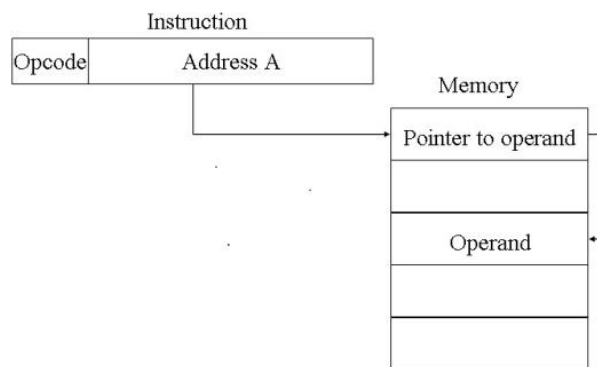 Instruction
Opcode Address A
Memory
Pointer to operand
Operand